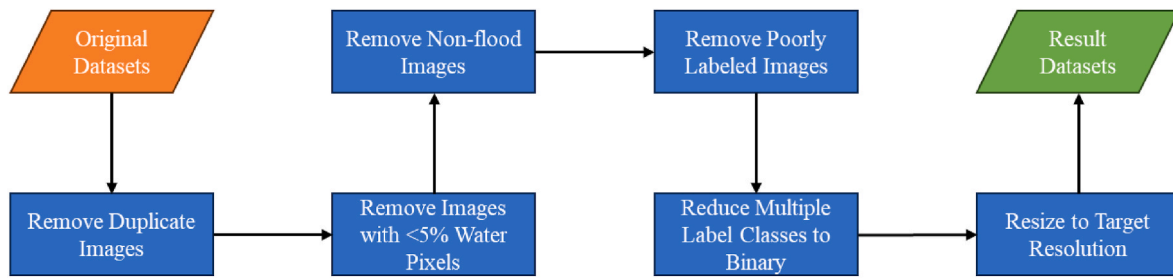 Original
Datasets
Remove Duplicate
Images
Remove Images
with <5% Water
Pixels
Remove Non-flood
Images
Remove Poorly
Labeled Images
Reduce Multiple
Label Classes to
Binary
Resize to Target
Resolution
Result
Datasets